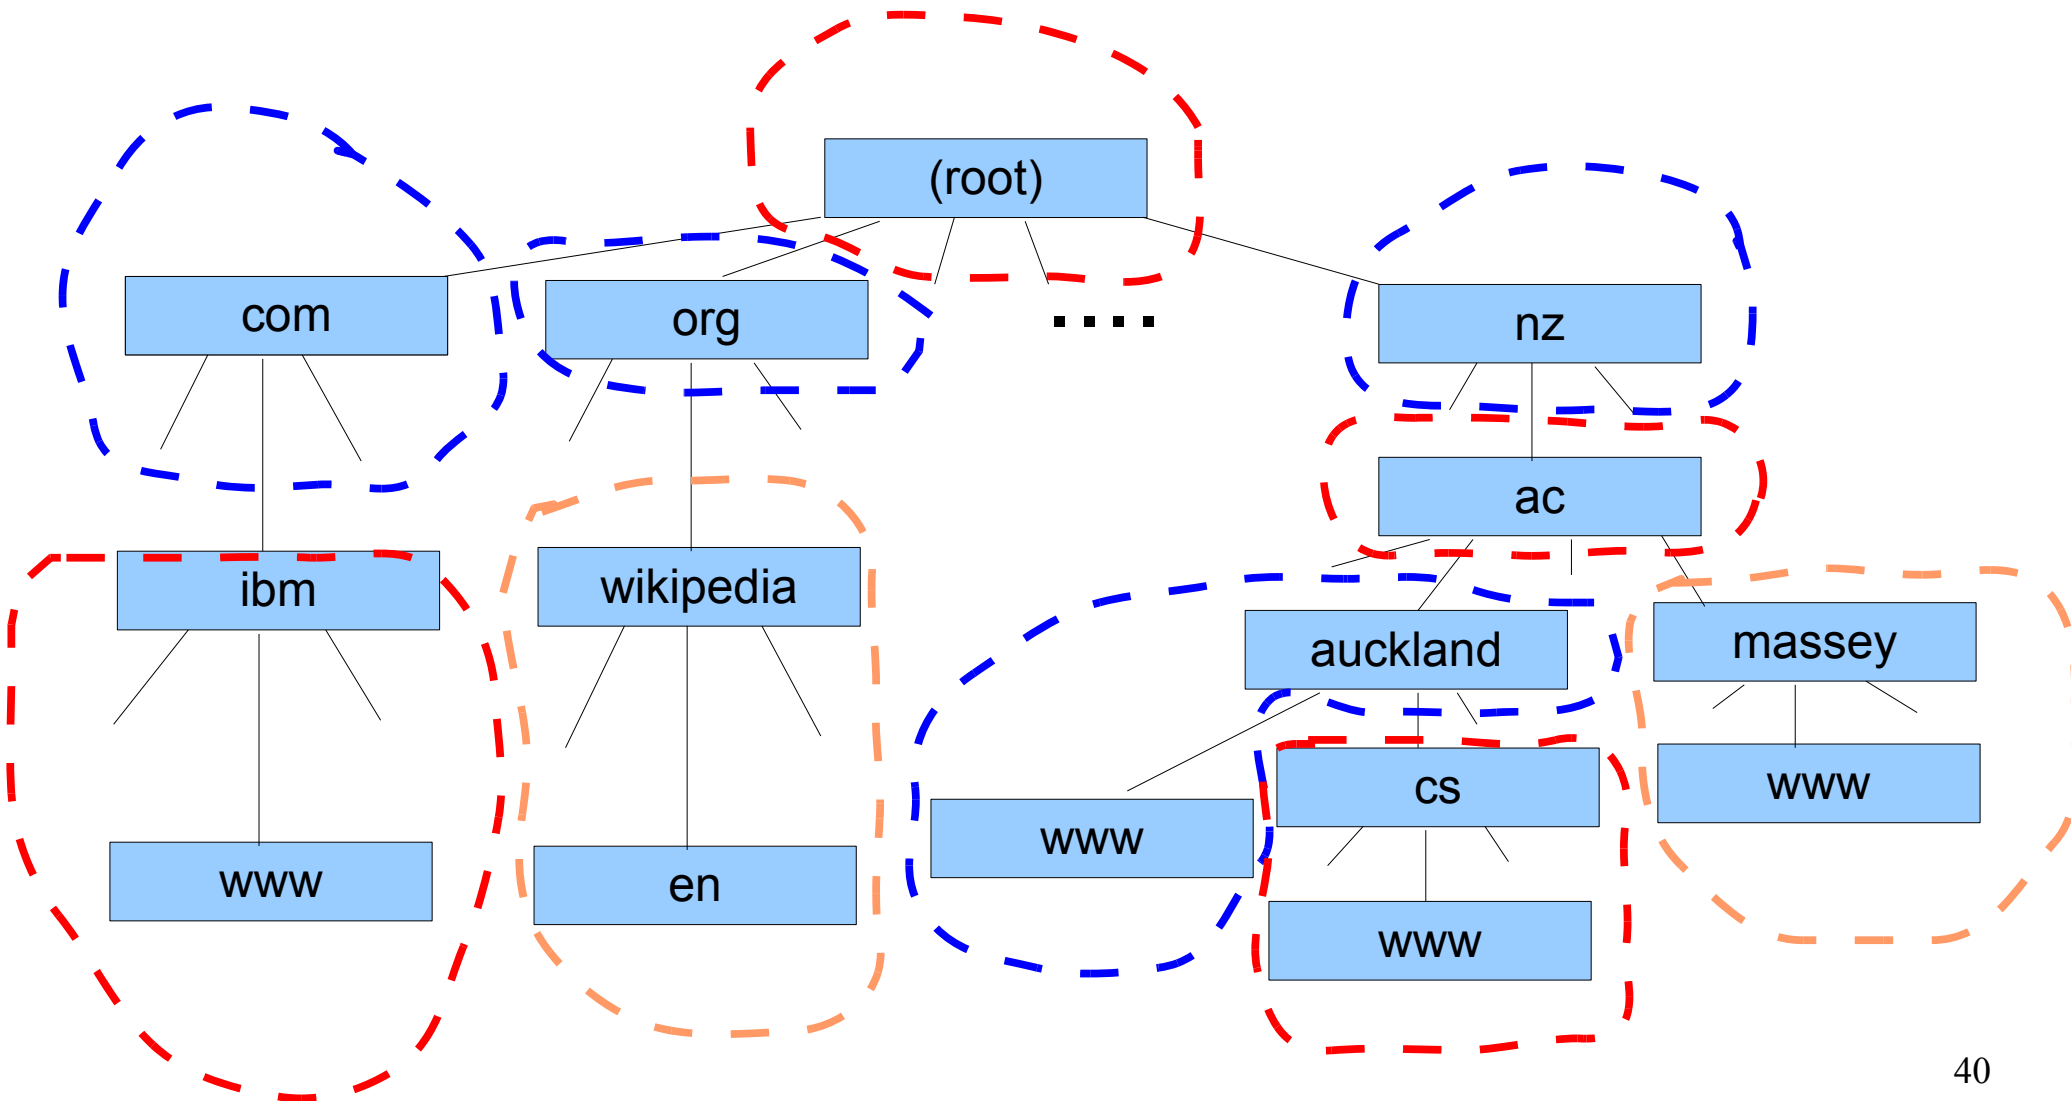 (root)
com
org
....
nz
ac
ibm
wikipedia
auckland
massey
www
en
www
cs
www
www
40